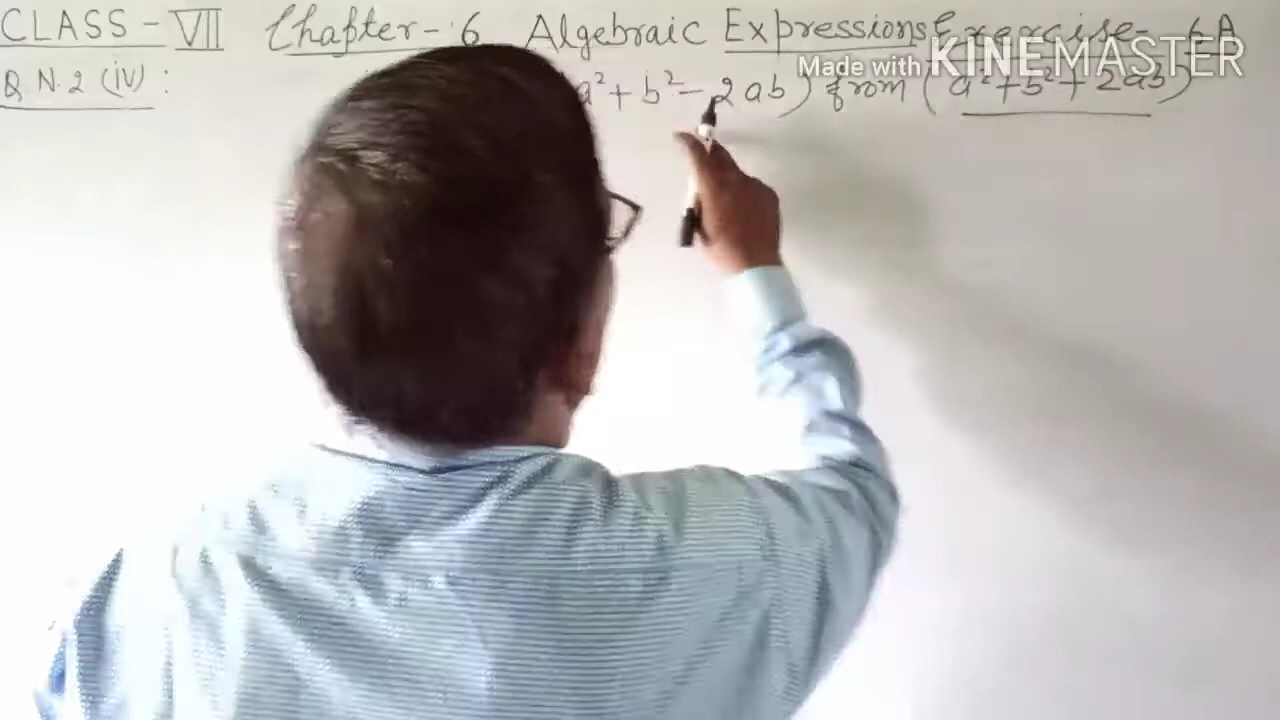 CLASS - VII Chapter - 6 Algebraic Expressions Exercise - 6A
Q N. 2 (iv) : a² + b² - 2ab) from (a² + b² + 2ab)
Made with KINEMASTER